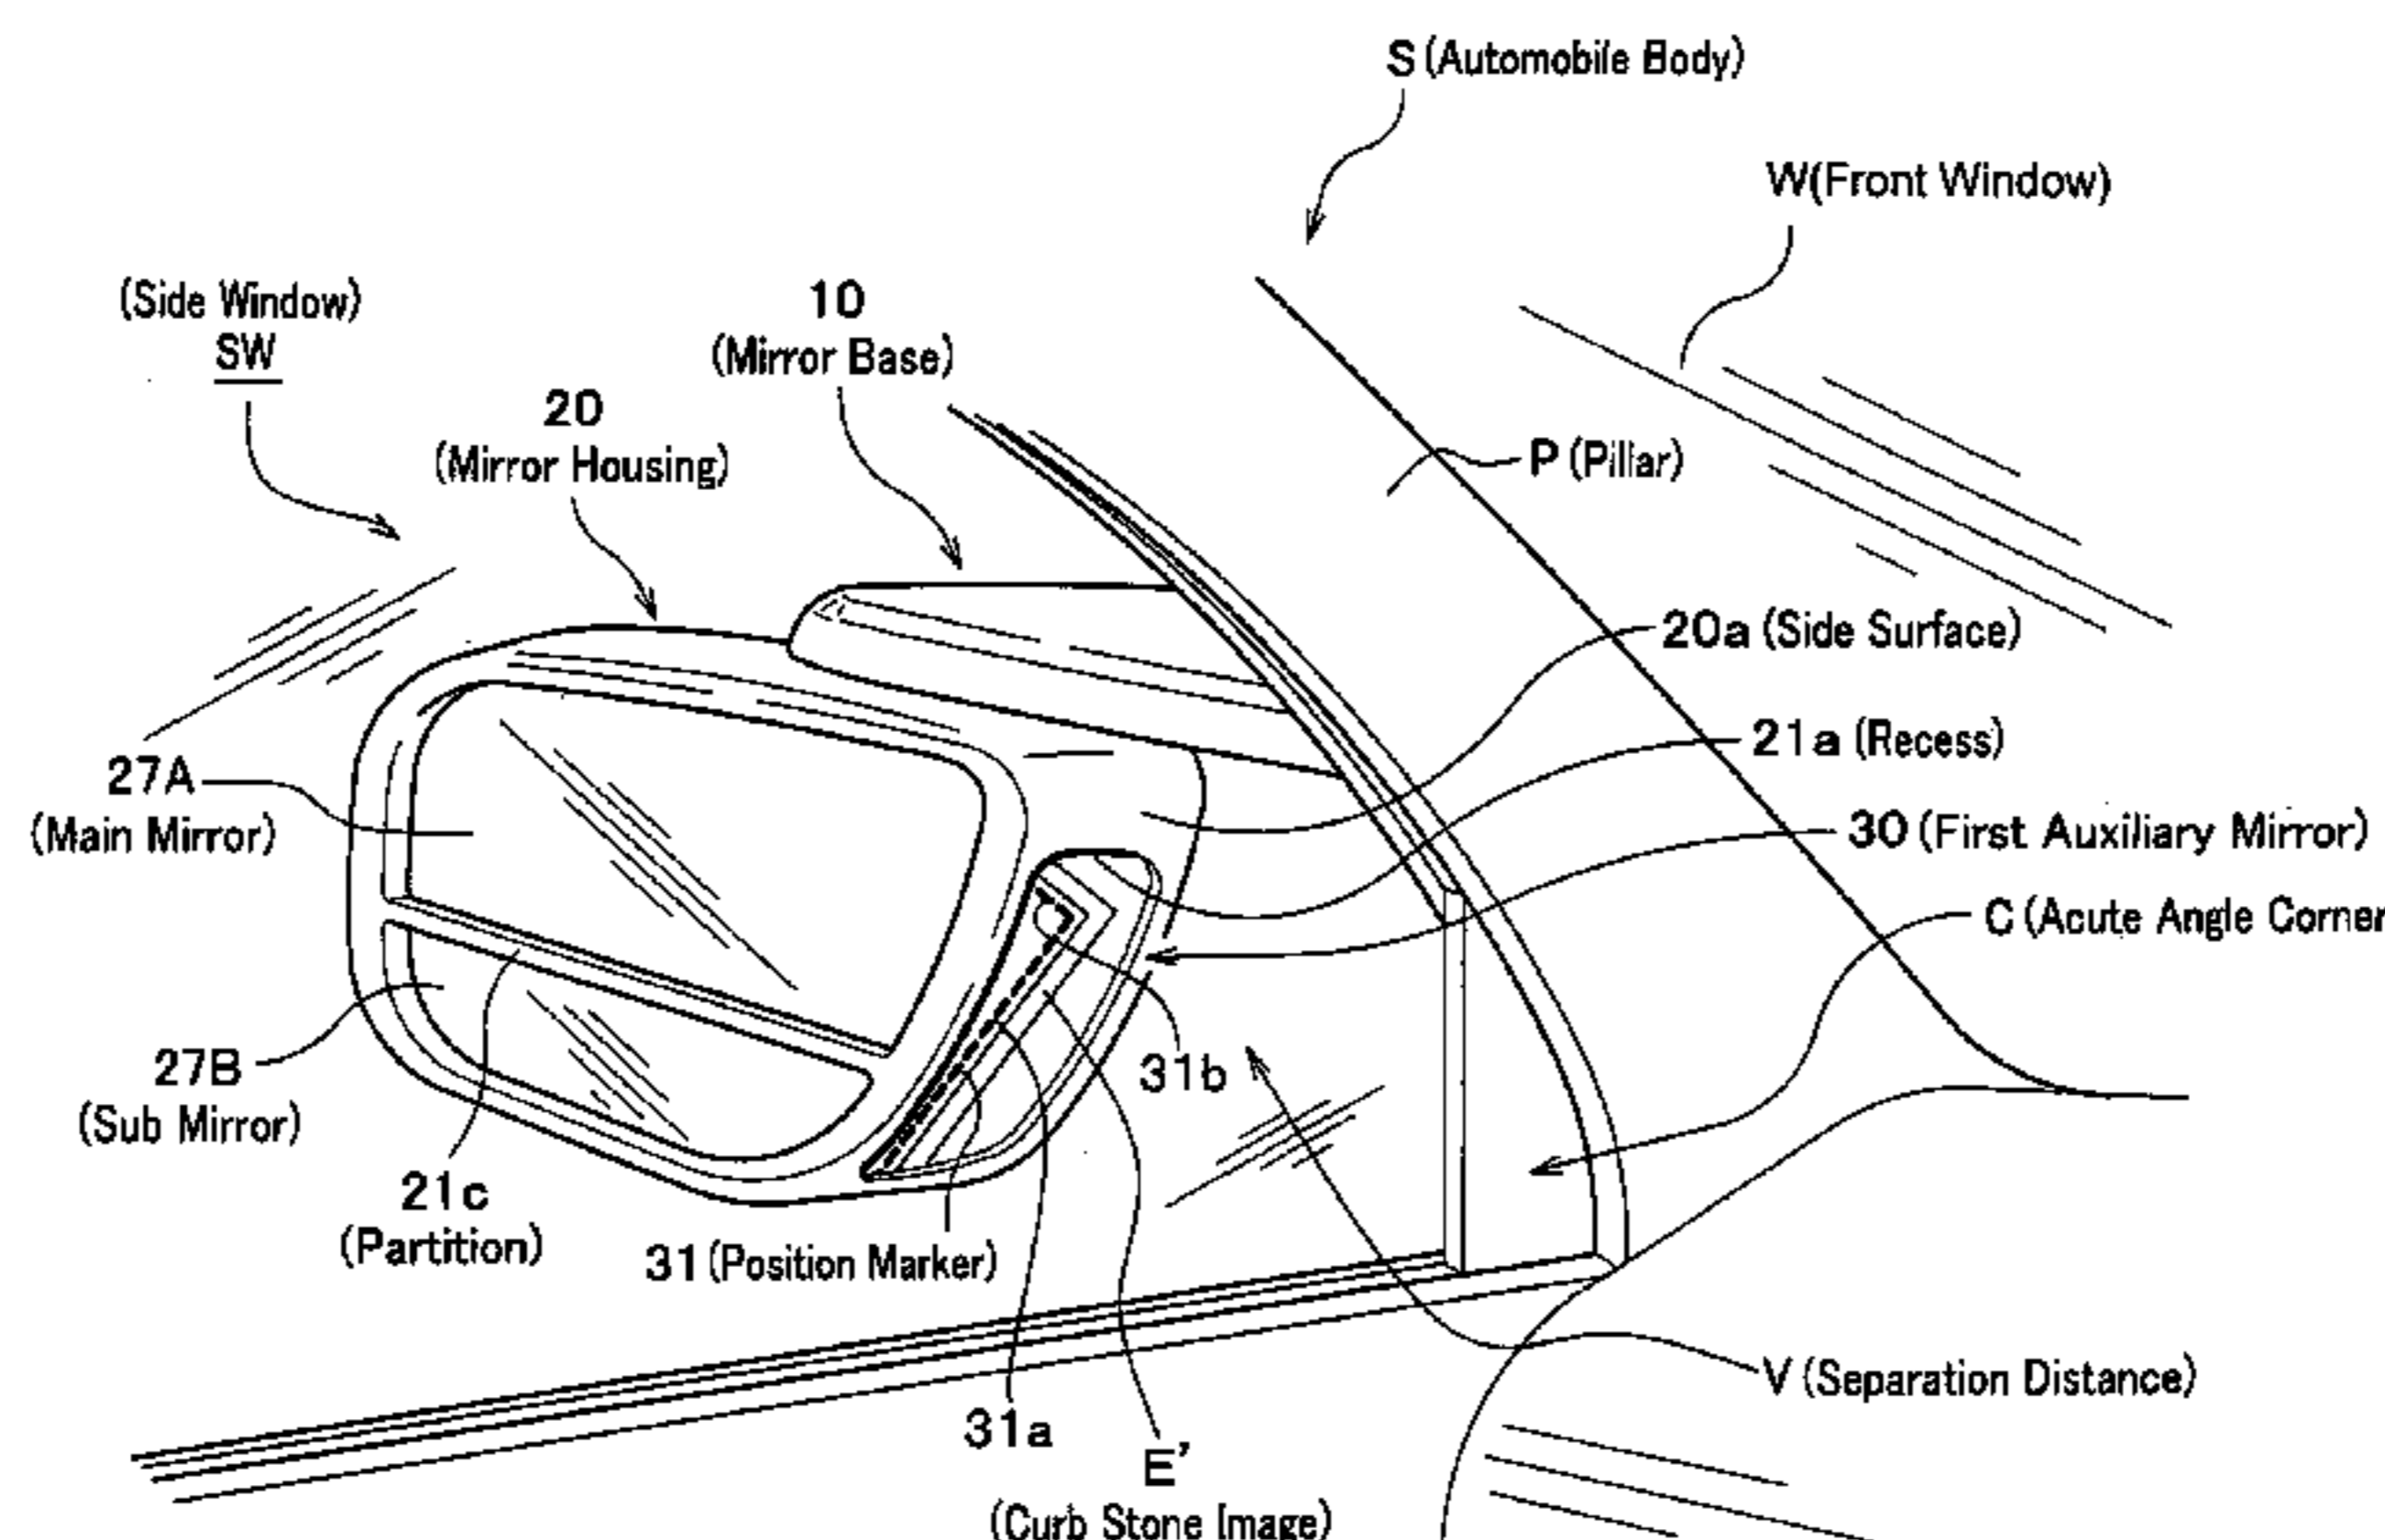 S (Automobile Body)
W(Front Window)
(Side Window)
SW
10
(Mirror Base)
20
(Mirror Housing)
P (Pillar)
20a (Side Surface)
21a (Recess)
27A
(Main Mirror)
30 (First Auxiliary Mirror)
C (Acute Angle Corner
31b
27B
(Sub Mirror)
21c
(Partition)
31 (Position Marker)
V (Separation Distance)
31a
E'
(Curb Stone Image)